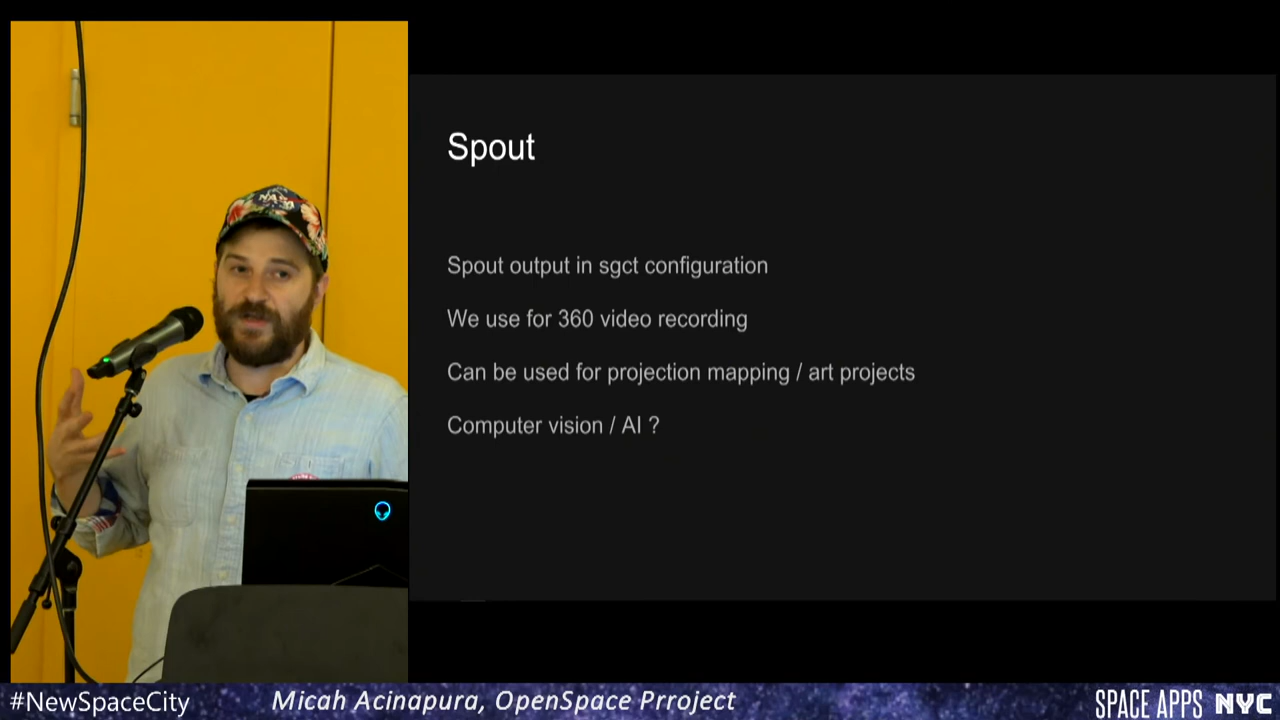 NASA
Spout
Spout output in sgct configuration
We use for 360 video recording
Can be used for projection mapping / art projects
Computer vision / AI ?
#NewSpaceCity
Micah Acinapura, OpenSpace Prroject
SPACE APPS NYC